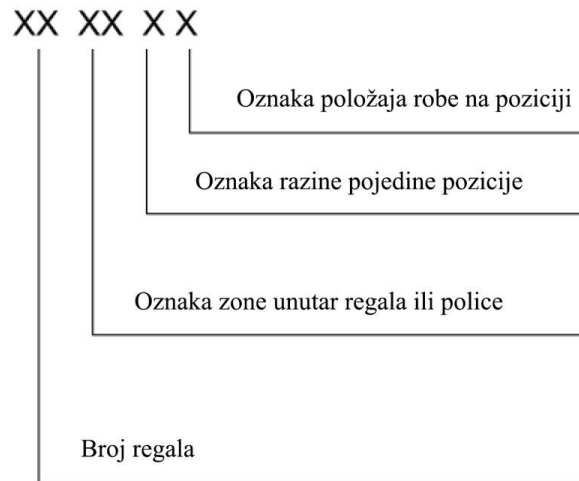 XX XX X X
Oznaka položaja robe na poziciji
Oznaka razine pojedine pozicije
Oznaka zone unutar regala ili police
Broj regala